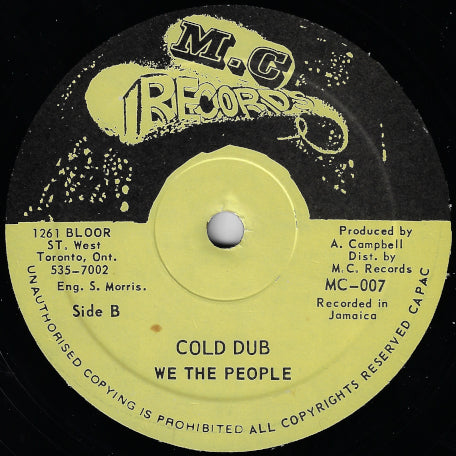 M.C
RECORDS
1261 BLOOR
ST. West
Toronto, Ont.
535-7002
Eng. S. Morris.
Side B
Produced by
A. Campbell
Dist. by
M.C. Records
MC-007
Recorded in
Jamaica
COLD DUB
WE THE PEOPLE
UNAUTHORISED COPYING IS PROHIBITED ALL COPYRIGHTS RESERVED CAPAC